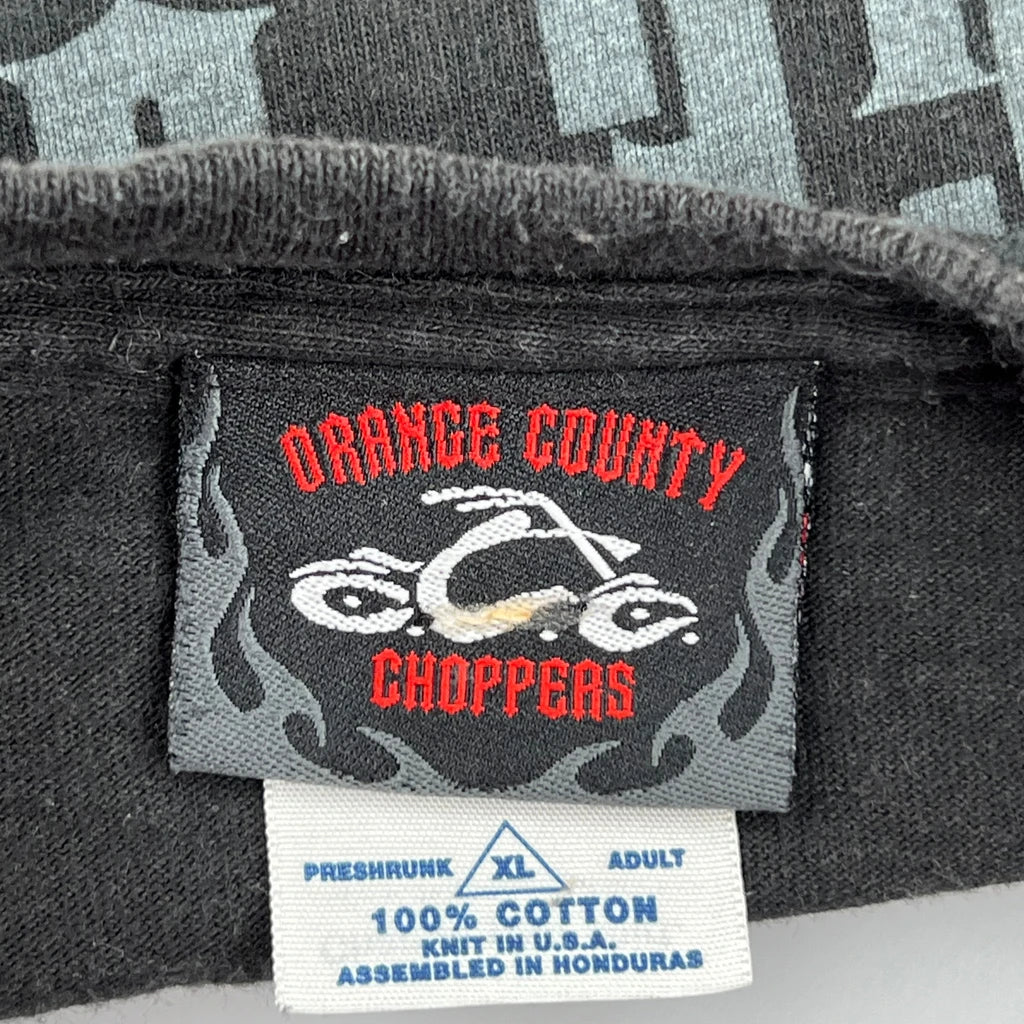 ORANGE COUNTY
CHOPPERS
PRESHRUNK XL ADULT
100% COTTON
KNIT IN U.S.A.
ASSEMBLED IN HONDURAS